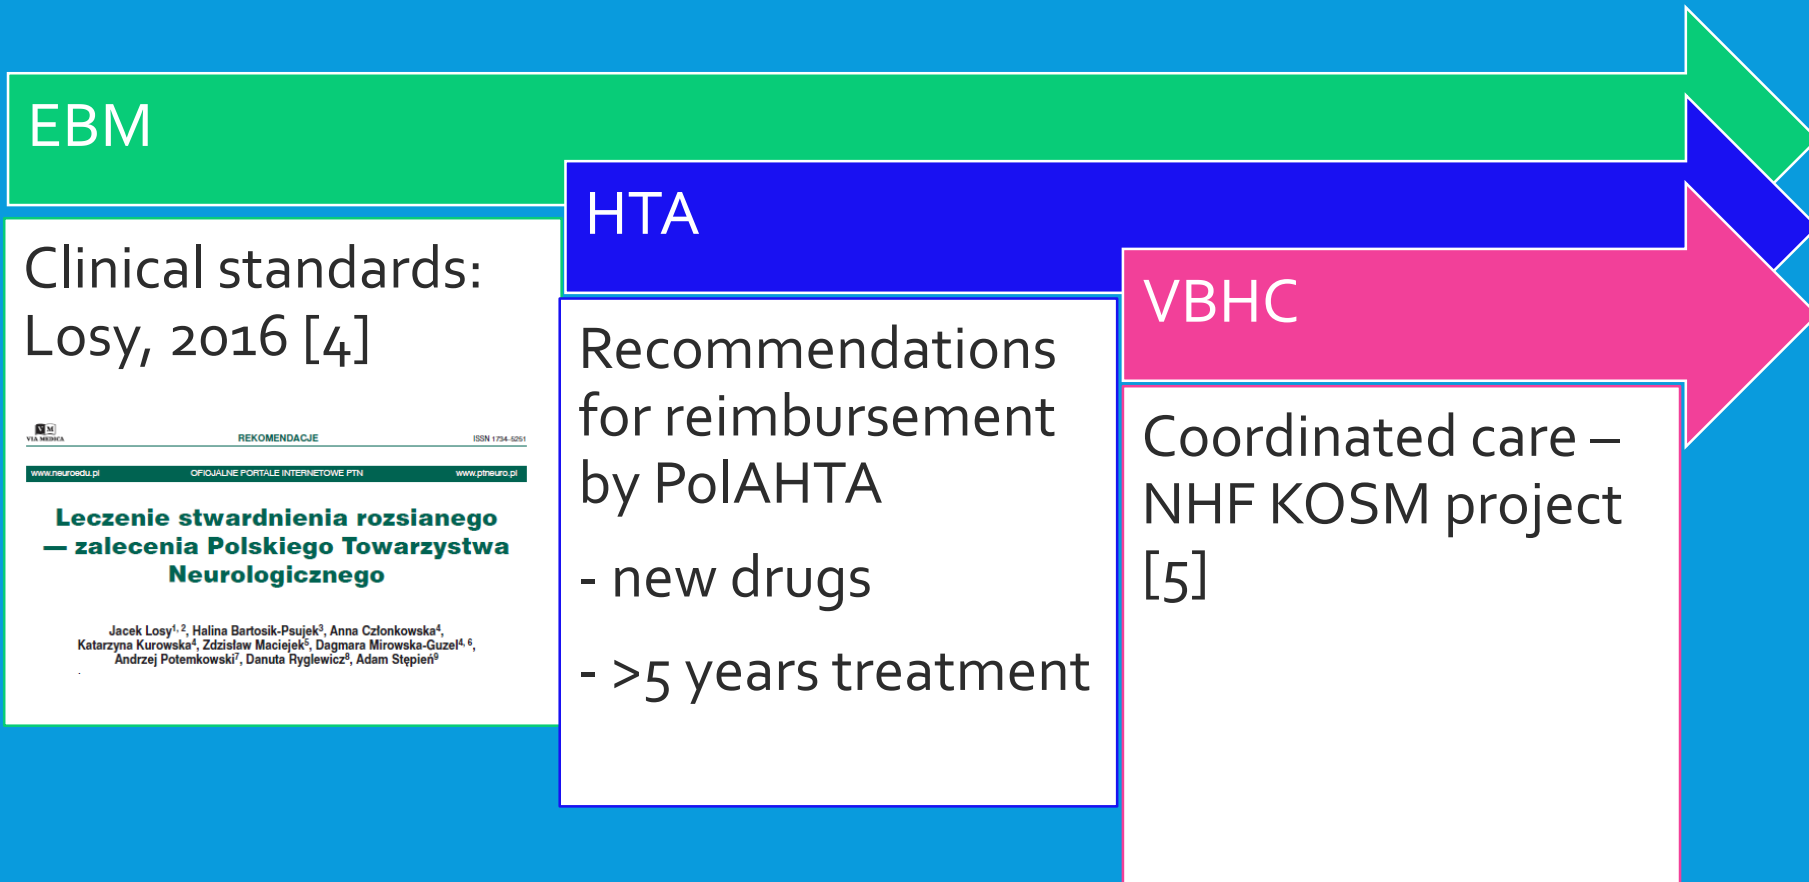 EBM
Clinical standards:
Losy, 2016 [4]
VM
VIA MEDICA
REKOMENDACJE
ISSN 1734–5251
www.neuroedu.pl
OFICJALNE PORTALE INTERNETOWE PTN
www.ptneuro.pl
Leczenie stwardnienia rozsianego
— zalecenia Polskiego Towarzystwa
Neurologicznego
Jacek Losy1, 2, Halina Bartosik-Psujek3, Anna Członkowska4,
Katarzyna Kurowska4, Zdzisław Maciejek5, Dagmara Mirowska-Guzel4, 6,
Andrzej Potemkowski7, Danuta Ryglewicz8, Adam Stępień9
HTA
Recommendations
for reimbursement
by PolAHTA
- new drugs
- >5 years treatment
VBHC
Coordinated care –
NHF KOSM project
[5]